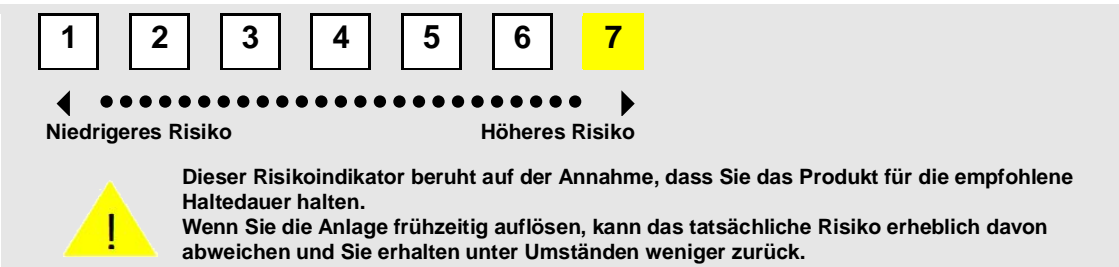 1 2 3 4 5 6 7
Niedrigeres Risiko Höheres Risiko
Dieser Risikoindikator beruht auf der Annahme, dass Sie das Produkt für die empfohlene
Haltedauer halten.
Wenn Sie die Anlage frühzeitig auflösen, kann das tatsächliche Risiko erheblich davon
abweichen und Sie erhalten unter Umständen weniger zurück.
!